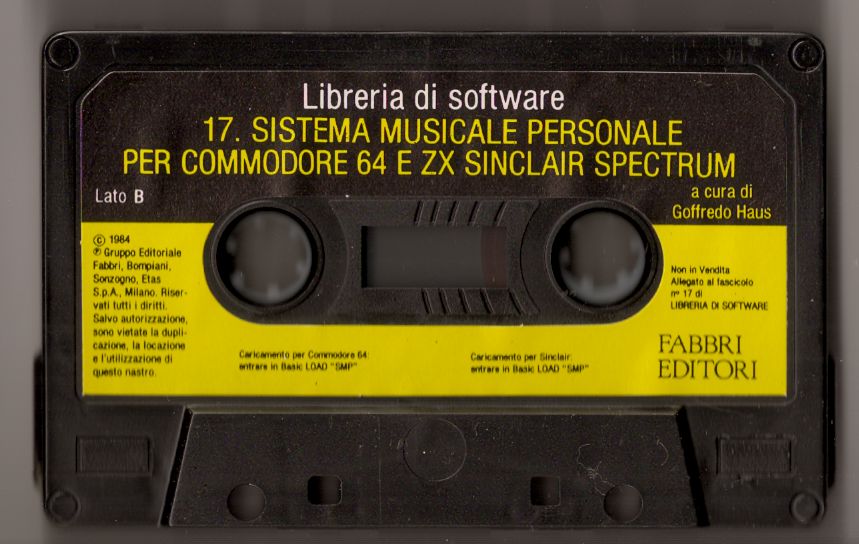 Libreria di software
17. SISTEMA MUSICALE PERSONALE
PER COMMODORE 64 E ZX SINCLAIR SPECTRUM
Lato B
a cura di
Goffredo Haus
© 1984
℗ Gruppo Editoriale
Fabbri, Bompiani,
Sonzogno, Etas
S.p.A., Milano. Riser-
vati tutti i diritti.
Salvo autorizzazione,
sono vietate la dupli-
cazione, la locazione
e l'utilizzazione di
questo nastro.
Caricamento per Commodore 64:
entrare in Basic LOAD "SMP"
Caricamento per Sinclair:
entrare in Basic LOAD "SMP"
Non in Vendita
Allegato al fascicolo
n° 17 di
LIBRERIA DI SOFTWARE
FABBRI
EDITORI